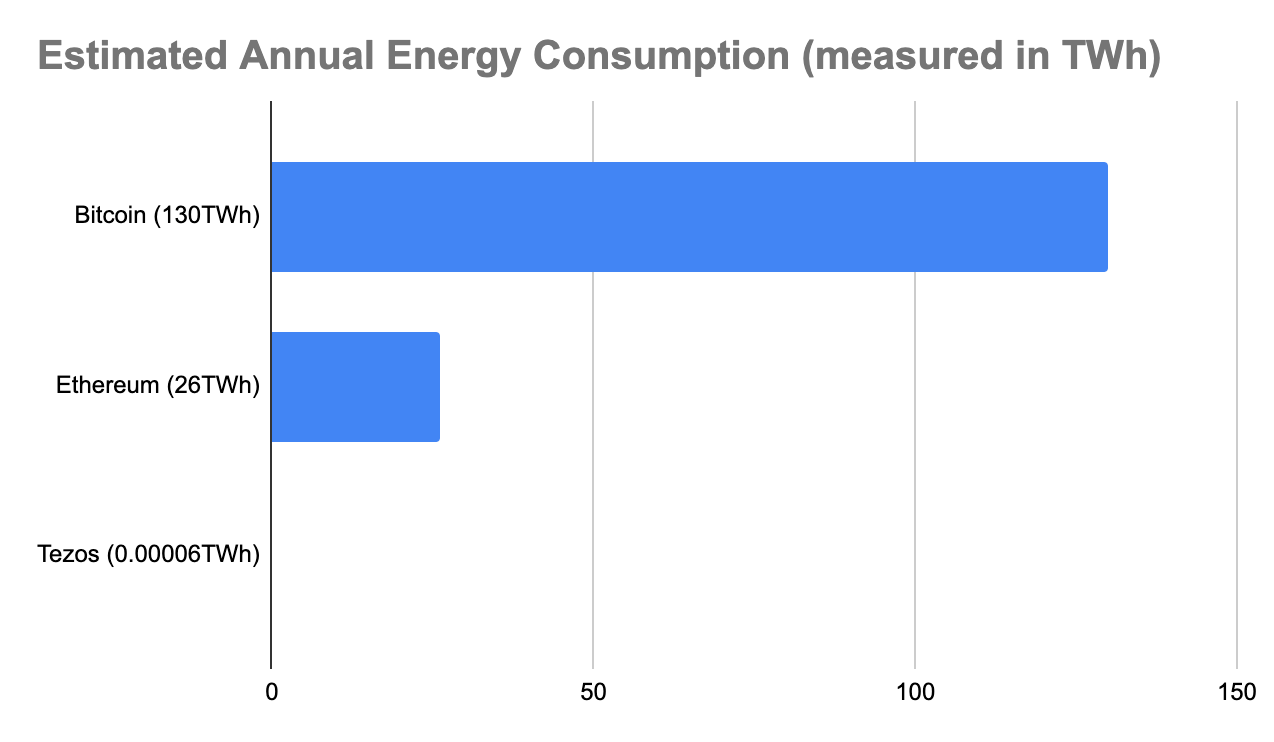 Estimated Annual Energy Consumption (measured in TWh)
Bitcoin (130TWh)
Ethereum (26TWh)
Tezos (0.00006TWh)
0 50 100 150